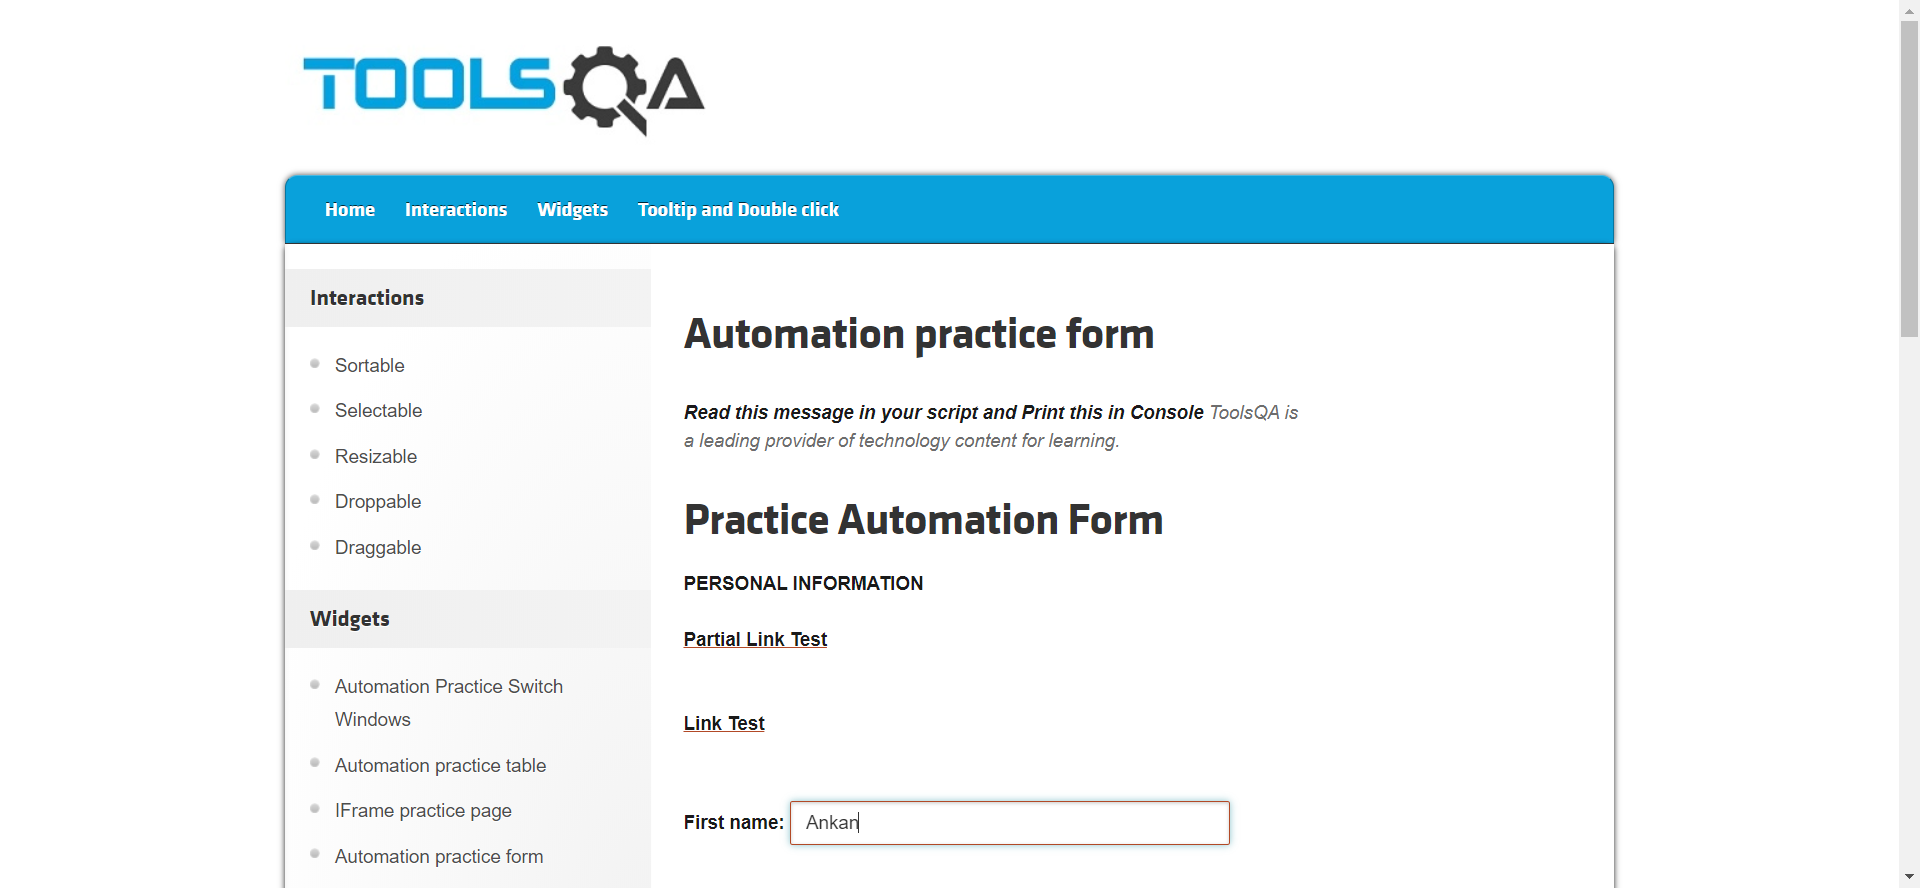 TOOLSQA
Home Interactions Widgets Tooltip and Double click
Interactions
Sortable
Selectable
Resizable
Droppable
Draggable
Widgets
Automation Practice Switch
Windows
Automation practice table
IFrame practice page
Automation practice form
Automation practice form
Read this message in your script and Print this in Console ToolsQA is
a leading provider of technology content for learning.
Practice Automation Form
PERSONAL INFORMATION
Partial Link Test
Link Test
First name: Ankan